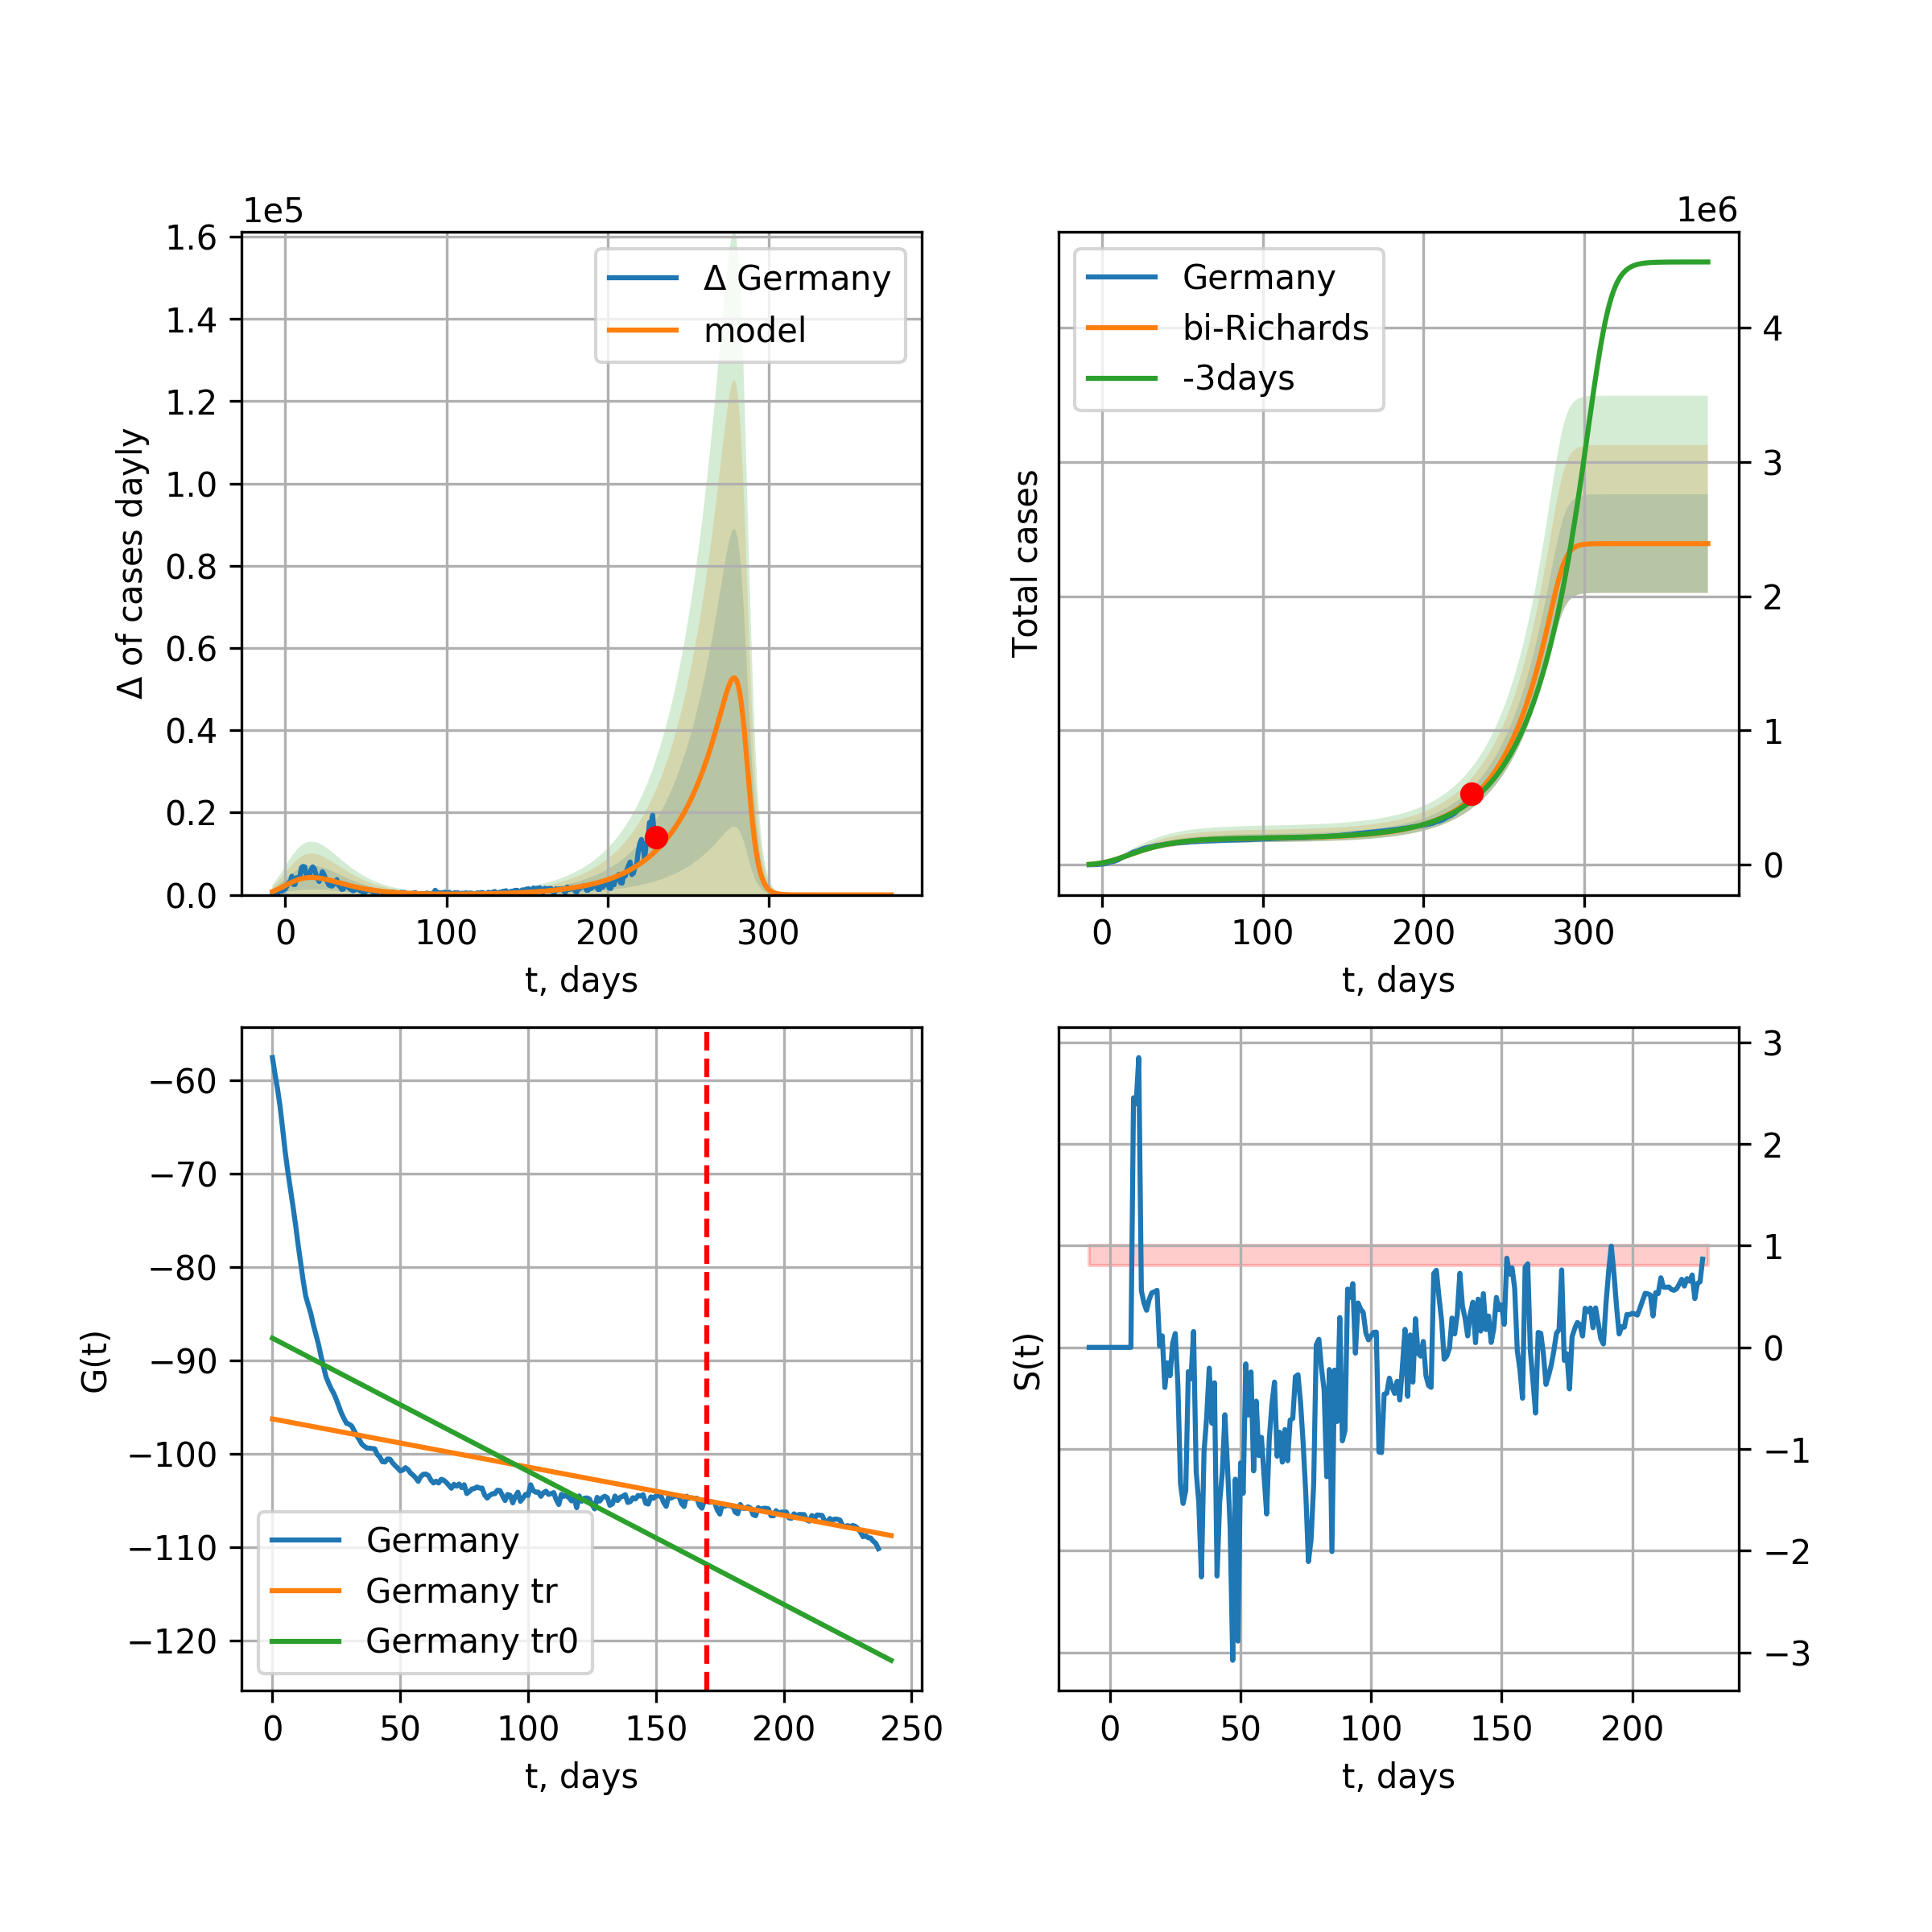 1e5
1.6
1.4
1.2
1.0
0.8
0.6
0.4
0.2
0.0
Δ of cases dayly
Δ Germany
model
0 100 200 300
t, days
1e6
Germany
bi-Richards
-3days
Total cases
4
3
2
1
0
0 100 200 300
t, days
−60
−70
−80
−90
−100
−110
−120
G(t)
Germany
Germany tr
Germany tr0
0 50 100 150 200 250
t, days
S(t)
3
2
1
0
−1
−2
−3
0 50 100 150 200
t, days